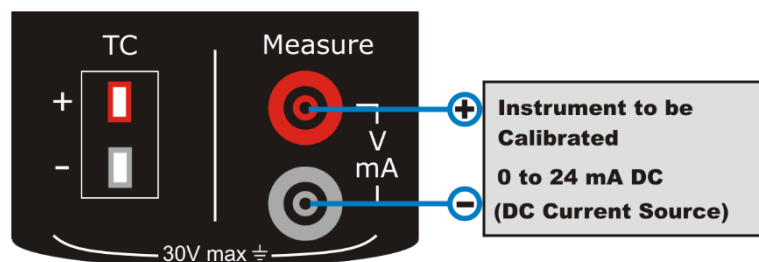 TC
Measure
+
-
V
mA
30V max ⏚
+
-
Instrument to be
Calibrated
0 to 24 mA DC
(DC Current Source)